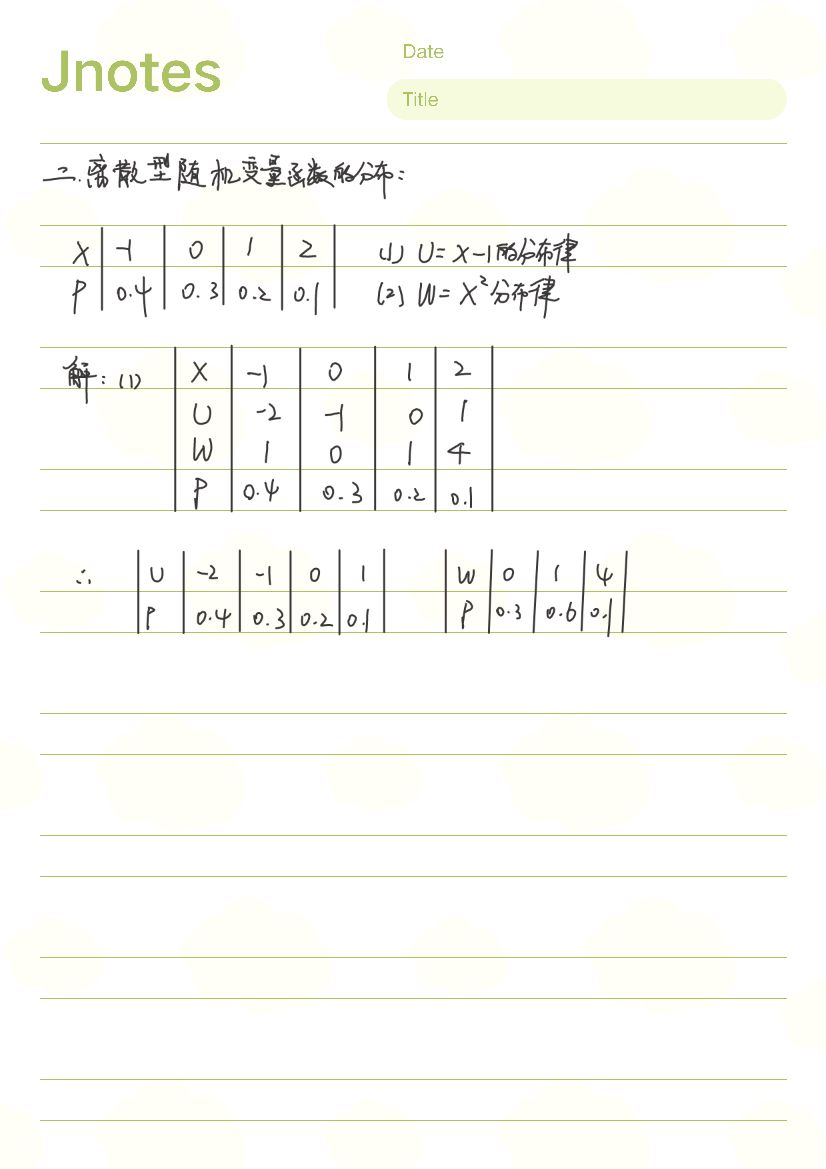 Jnotes
Date
Title
二.离散型随机变量函数的分布:
X -1 0 1 2 (1) U=X-1的分布律
P 0.4 0.3 0.2 0.1 (2) W=X²分布律
解:(1) X -1 0 1 2
U -2 -1 0 1
W 1 0 1 4
P 0.4 0.3 0.2 0.1
∴ U -2 -1 0 1 W 0 1 4
P 0.4 0.3 0.2 0.1 P 0.3 0.6 0.1